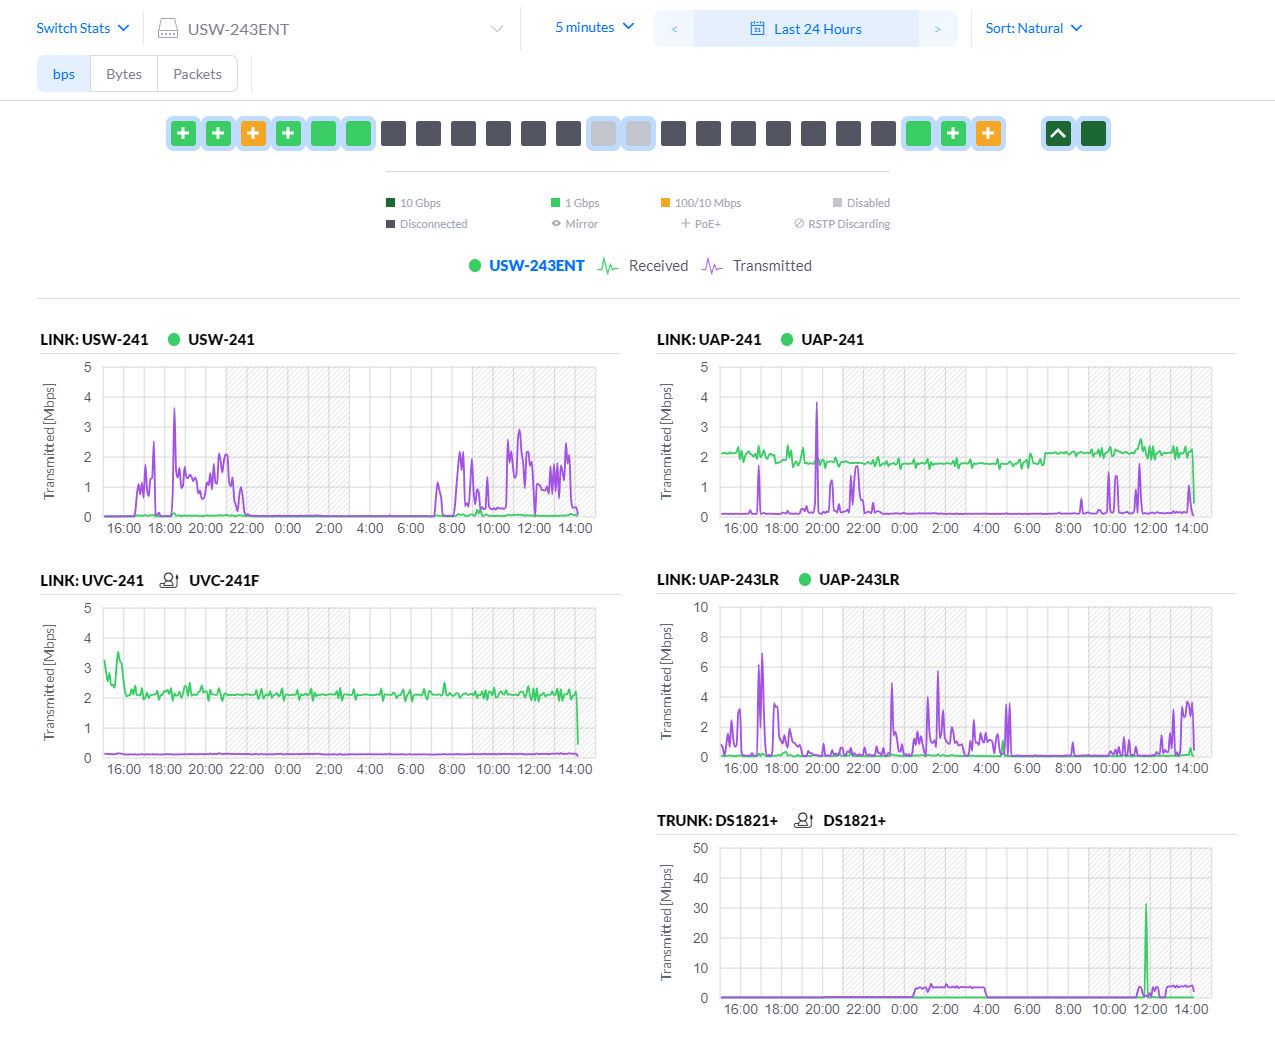 Switch Stats USW-243ENT 5 minutes < 31 Last 24 Hours > Sort: Natural
bps Bytes Packets
10 Gbps 1 Gbps 100/10 Mbps Disabled
Disconnected Mirror PoE+ RSTP Discarding
USW-243ENT Received Transmitted
LINK: USW-241 USW-241
Transmitted [Mbps]
5
4
3
2
1
0
16:00 18:00 20:00 22:00 0:00 2:00 4:00 6:00 8:00 10:00 12:00 14:00
LINK: UAP-241 UAP-241
Transmitted [Mbps]
5
4
3
2
1
0
16:00 18:00 20:00 22:00 0:00 2:00 4:00 6:00 8:00 10:00 12:00 14:00
LINK: UVC-241 UVC-241F
Transmitted [Mbps]
5
4
3
2
1
0
16:00 18:00 20:00 22:00 0:00 2:00 4:00 6:00 8:00 10:00 12:00 14:00
LINK: UAP-243LR UAP-243LR
Transmitted [Mbps]
10
8
6
4
2
0
16:00 18:00 20:00 22:00 0:00 2:00 4:00 6:00 8:00 10:00 12:00 14:00
TRUNK: DS1821+ DS1821+
Transmitted [Mbps]
50
40
30
20
10
0
16:00 18:00 20:00 22:00 0:00 2:00 4:00 6:00 8:00 10:00 12:00 14:00